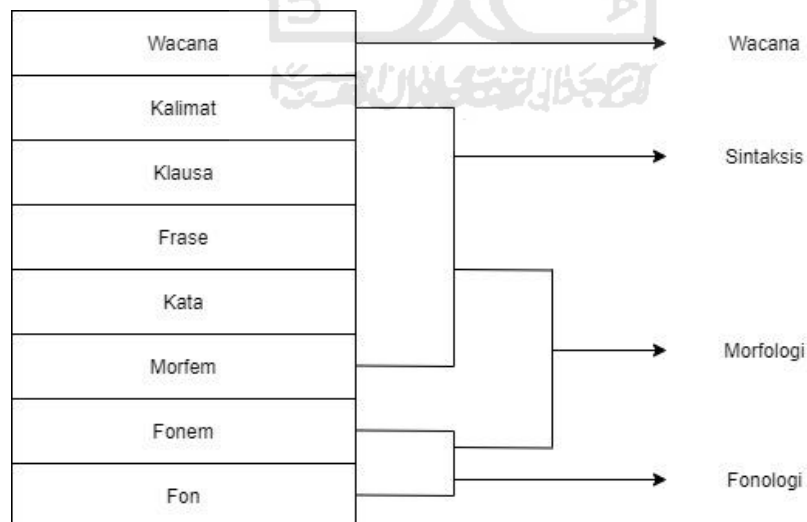 Wacana
Wacana
Kalimat
Sintaksis
Klausa
Frase
Kata
Morfologi
Morfem
Fonem
Fonologi
Fon